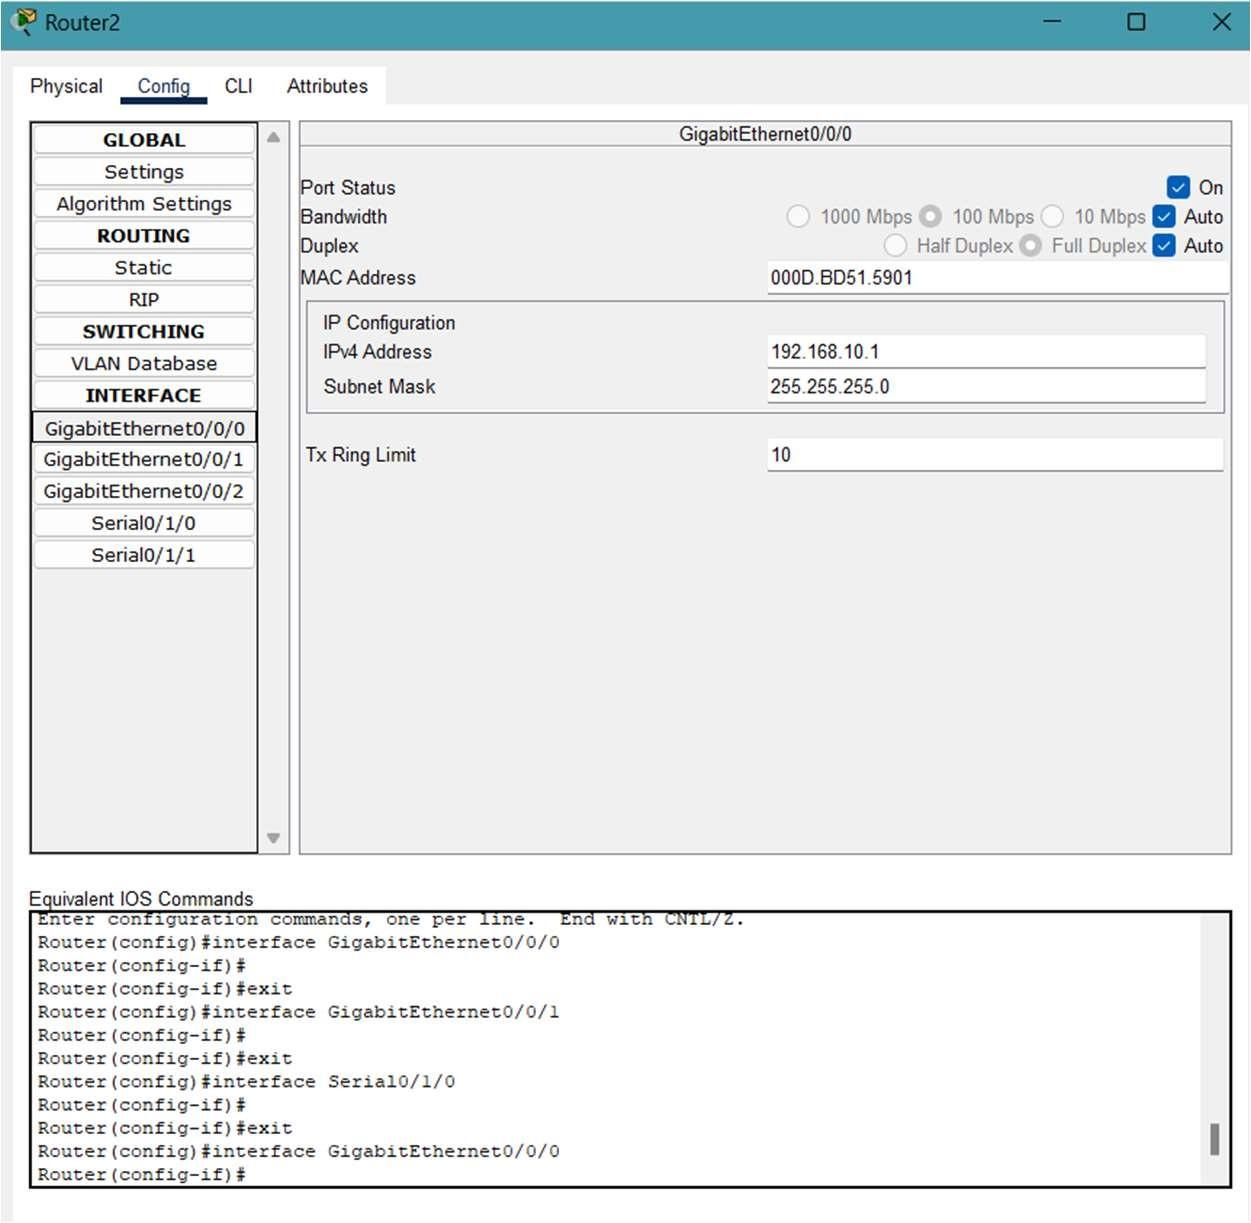 Router2
Physical Config CLI Attributes
GLOBAL
Settings
Algorithm Settings
ROUTING
Static
RIP
SWITCHING
VLAN Database
INTERFACE
GigabitEthernet0/0/0
GigabitEthernet0/0/1
GigabitEthernet0/0/2
Serial0/1/0
Serial0/1/1
GigabitEthernet0/0/0
Port Status On
Bandwidth 1000 Mbps 100 Mbps 10 Mbps Auto
Duplex Half Duplex Full Duplex Auto
MAC Address 000D.BD51.5901
IP Configuration
IPv4 Address 192.168.10.1
Subnet Mask 255.255.255.0
Tx Ring Limit 10
Equivalent IOS Commands
Enter configuration commands, one per line.  End with CNTL/Z.
Router(config)#interface GigabitEthernet0/0/0
Router(config-if)#
Router(config-if)#exit
Router(config)#interface GigabitEthernet0/0/1
Router(config-if)#
Router(config-if)#exit
Router(config)#interface Serial0/1/0
Router(config-if)#
Router(config-if)#exit
Router(config)#interface GigabitEthernet0/0/0
Router(config-if)#